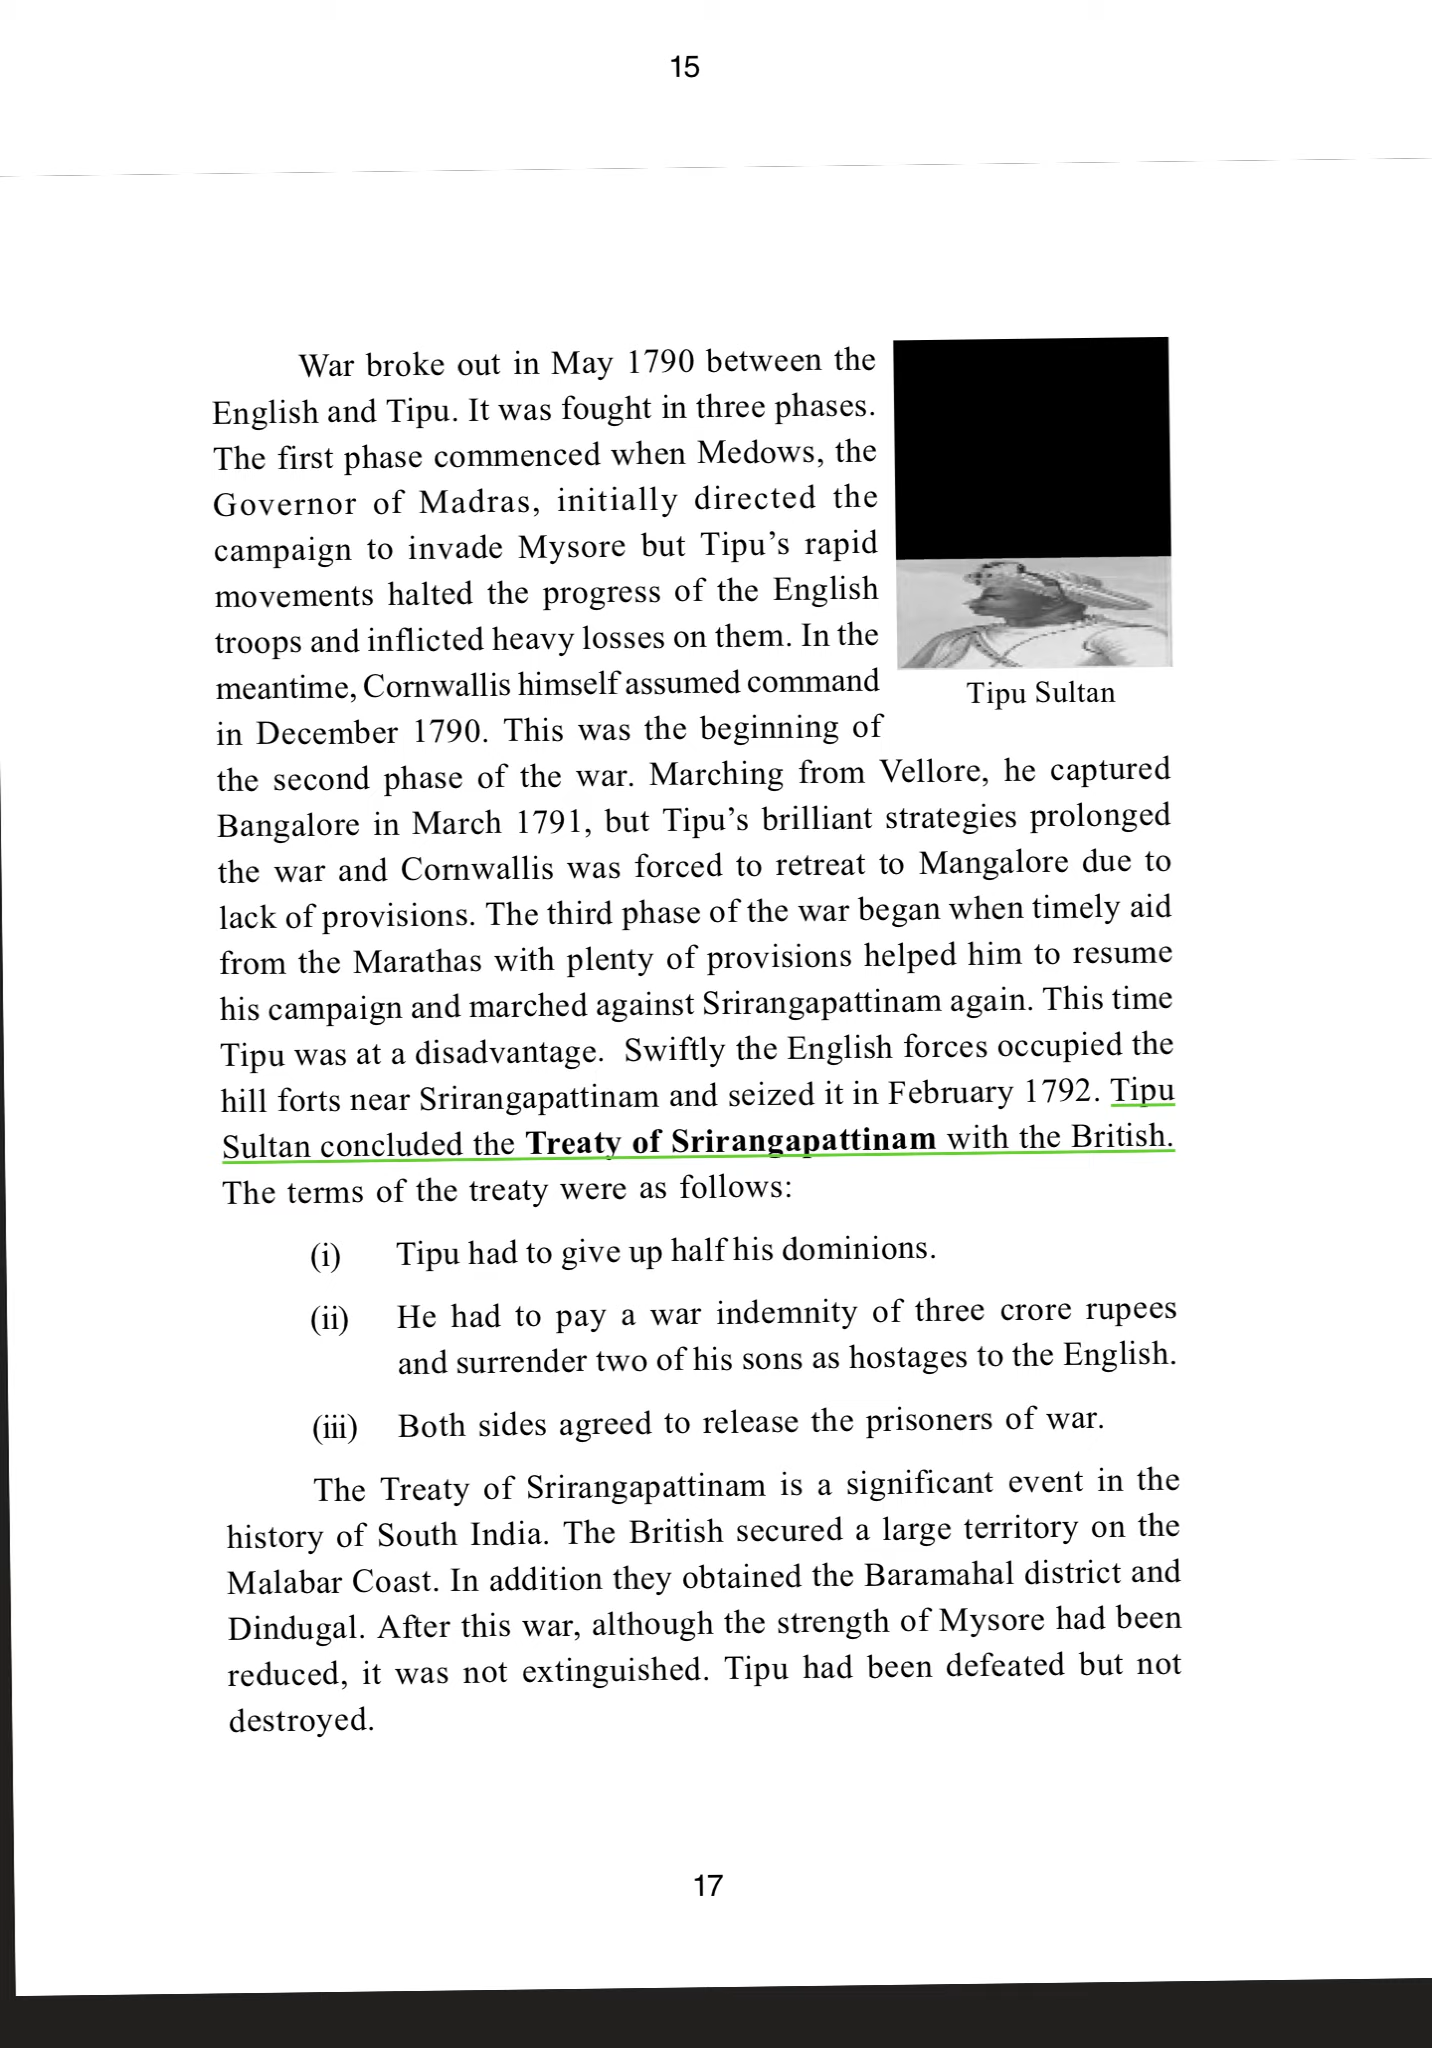 15
War broke out in May 1790 between the
English and Tipu. It was fought in three phases.
The first phase commenced when Medows, the
Governor of Madras, initially directed the
campaign to invade Mysore but Tipu’s rapid
movements halted the progress of the English
troops and inflicted heavy losses on them. In the
meantime, Cornwallis himself assumed command
in December 1790. This was the beginning of
Tipu Sultan
the second phase of the war. Marching from Vellore, he captured
Bangalore in March 1791, but Tipu’s brilliant strategies prolonged
the war and Cornwallis was forced to retreat to Mangalore due to
lack of provisions. The third phase of the war began when timely aid
from the Marathas with plenty of provisions helped him to resume
his campaign and marched against Srirangapattinam again. This time
Tipu was at a disadvantage. Swiftly the English forces occupied the
hill forts near Srirangapattinam and seized it in February 1792. Tipu
Sultan concluded the Treaty of Srirangapattinam with the British.
The terms of the treaty were as follows:
(i) Tipu had to give up half his dominions.
(ii) He had to pay a war indemnity of three crore rupees
and surrender two of his sons as hostages to the English.
(iii) Both sides agreed to release the prisoners of war.
The Treaty of Srirangapattinam is a significant event in the
history of South India. The British secured a large territory on the
Malabar Coast. In addition they obtained the Baramahal district and
Dindugal. After this war, although the strength of Mysore had been
reduced, it was not extinguished. Tipu had been defeated but not
destroyed.
17